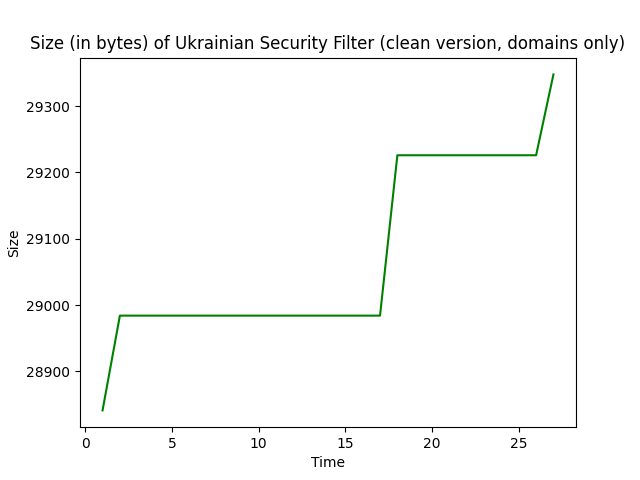 Size (in bytes) of Ukrainian Security Filter (clean version, domains only)
29300
29200
29100
29000
28900
Size
0 5 10 15 20 25
Time